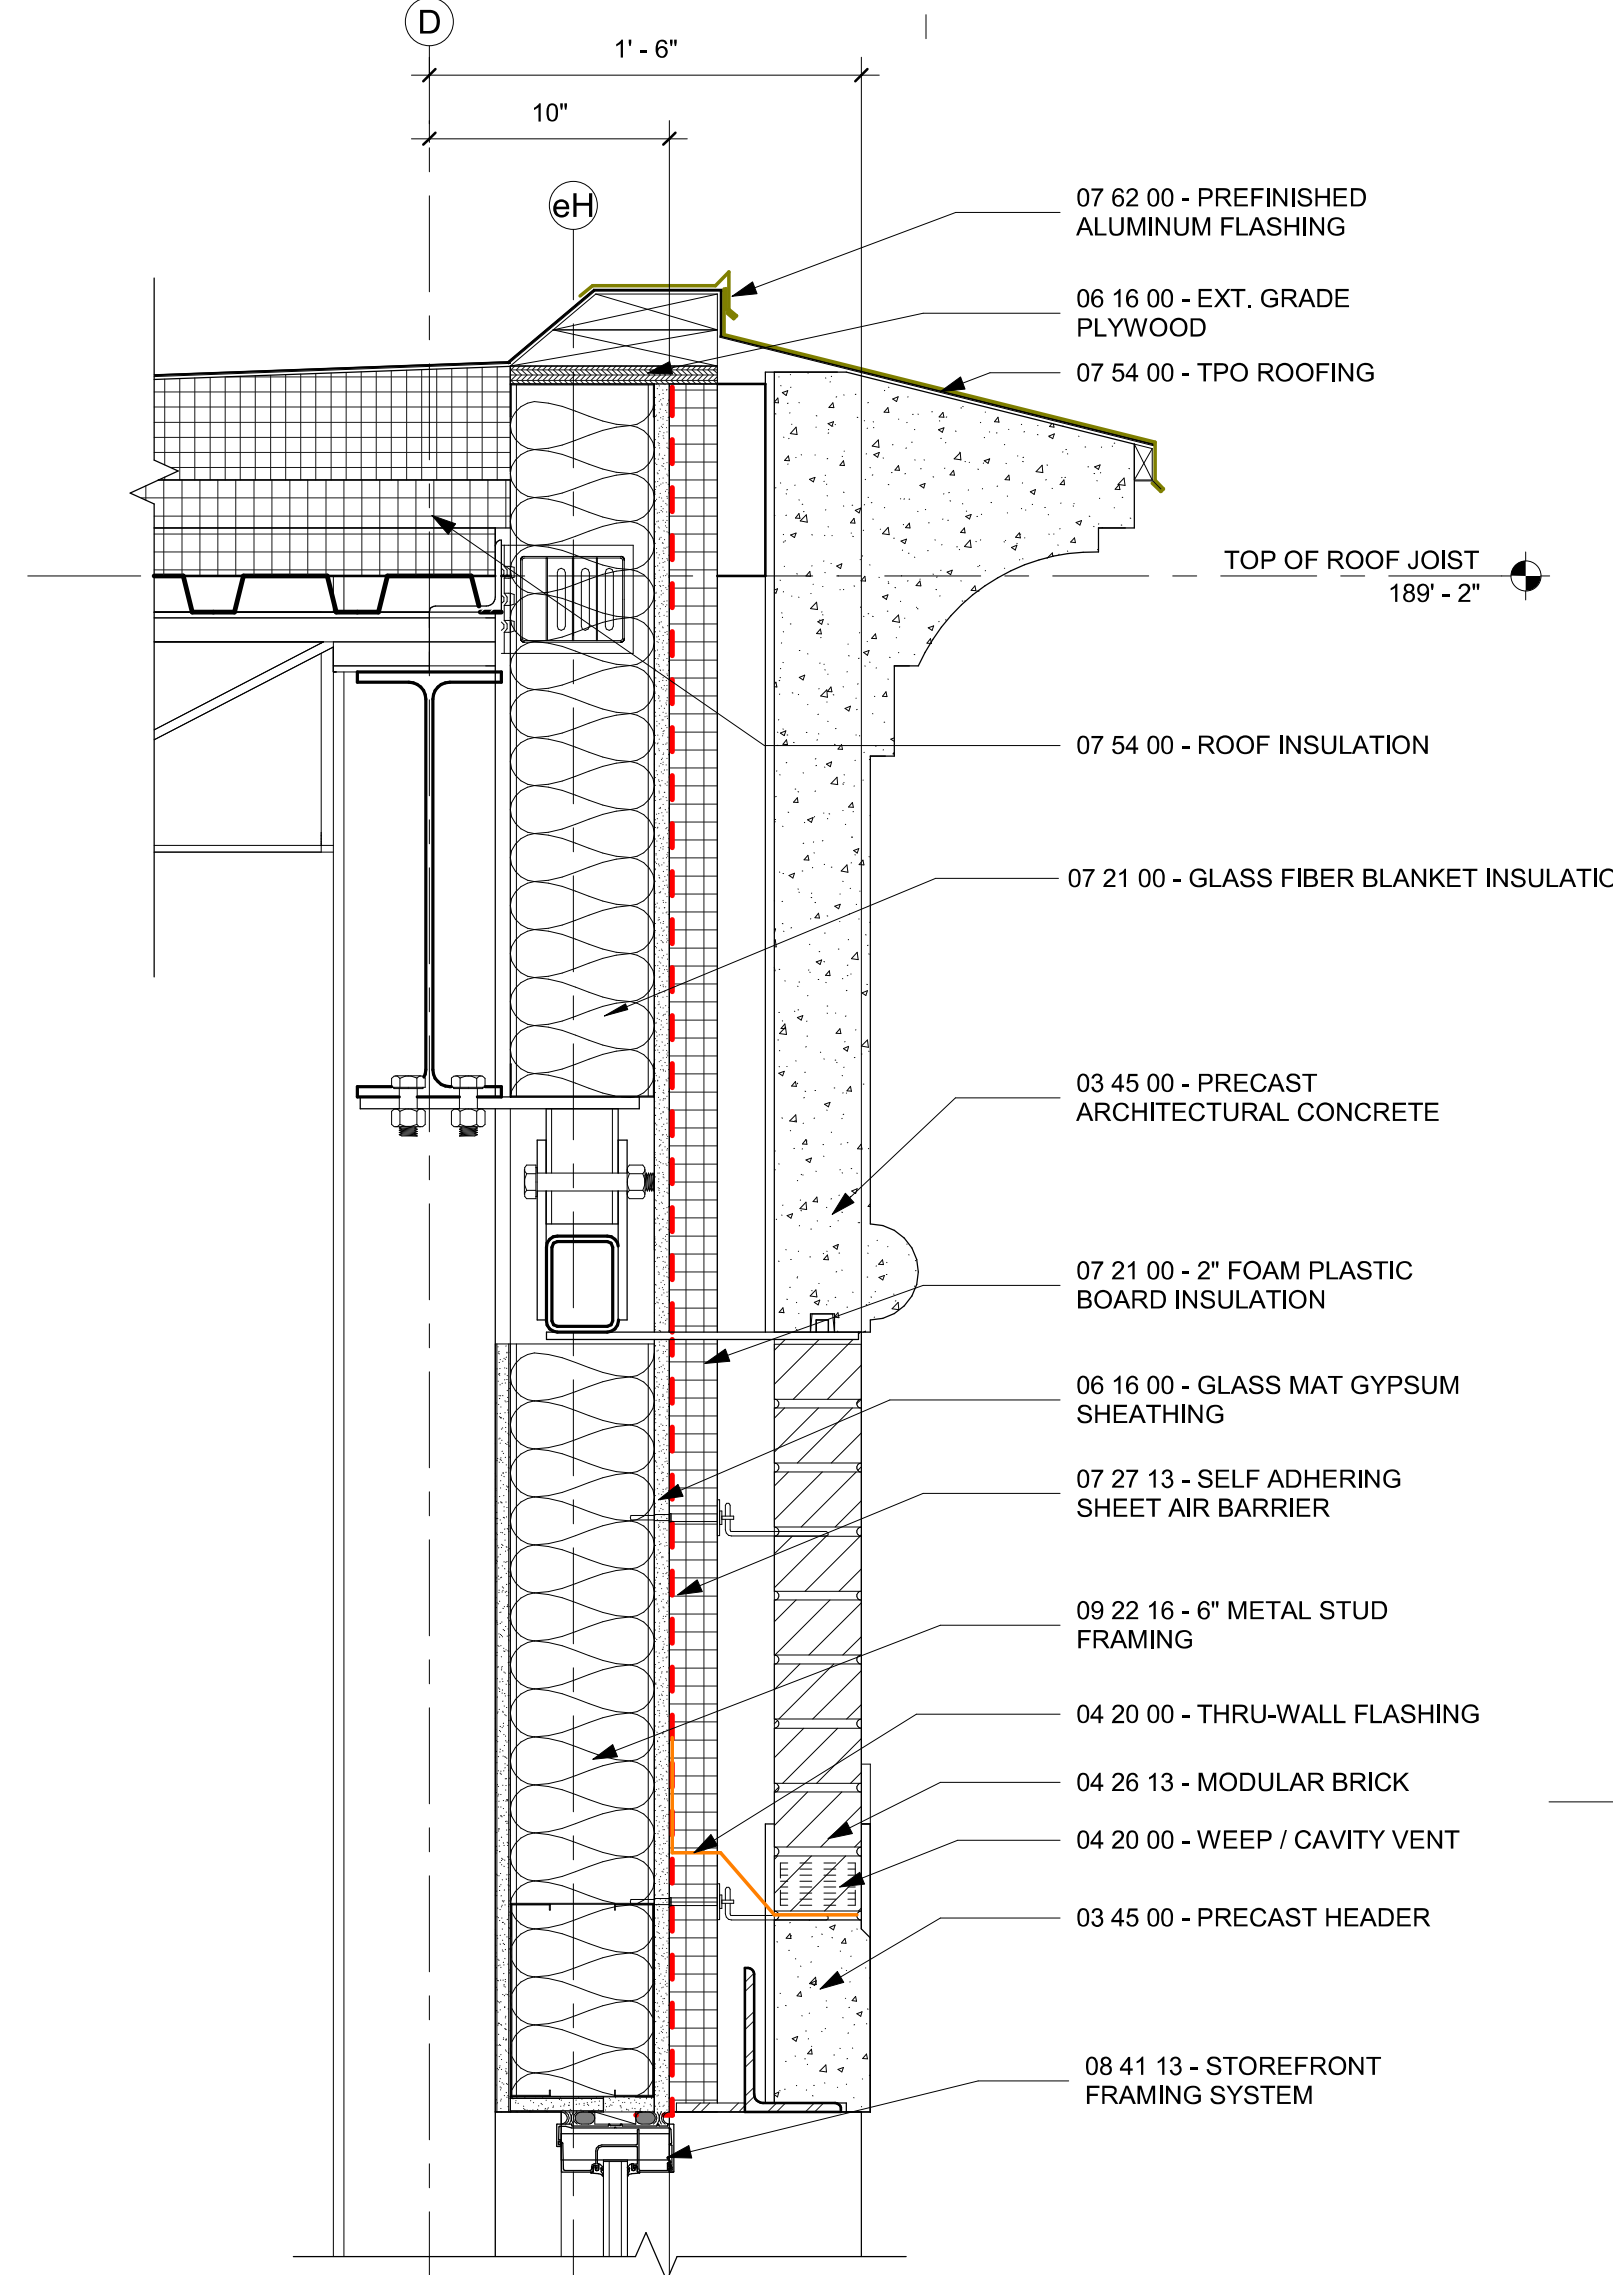 D
1' - 6"
10"
eH
07 62 00 - PREFINISHED
ALUMINUM FLASHING
06 16 00 - EXT. GRADE
PLYWOOD
07 54 00 - TPO ROOFING
TOP OF ROOF JOIST
189' - 2"
07 54 00 - ROOF INSULATION
07 21 00 - GLASS FIBER BLANKET INSULATIO
03 45 00 - PRECAST
ARCHITECTURAL CONCRETE
07 21 00 - 2" FOAM PLASTIC
BOARD INSULATION
06 16 00 - GLASS MAT GYPSUM
SHEATHING
07 27 13 - SELF ADHERING
SHEET AIR BARRIER
09 22 16 - 6" METAL STUD
FRAMING
04 20 00 - THRU-WALL FLASHING
04 26 13 - MODULAR BRICK
04 20 00 - WEEP / CAVITY VENT
03 45 00 - PRECAST HEADER
08 41 13 - STOREFRONT
FRAMING SYSTEM